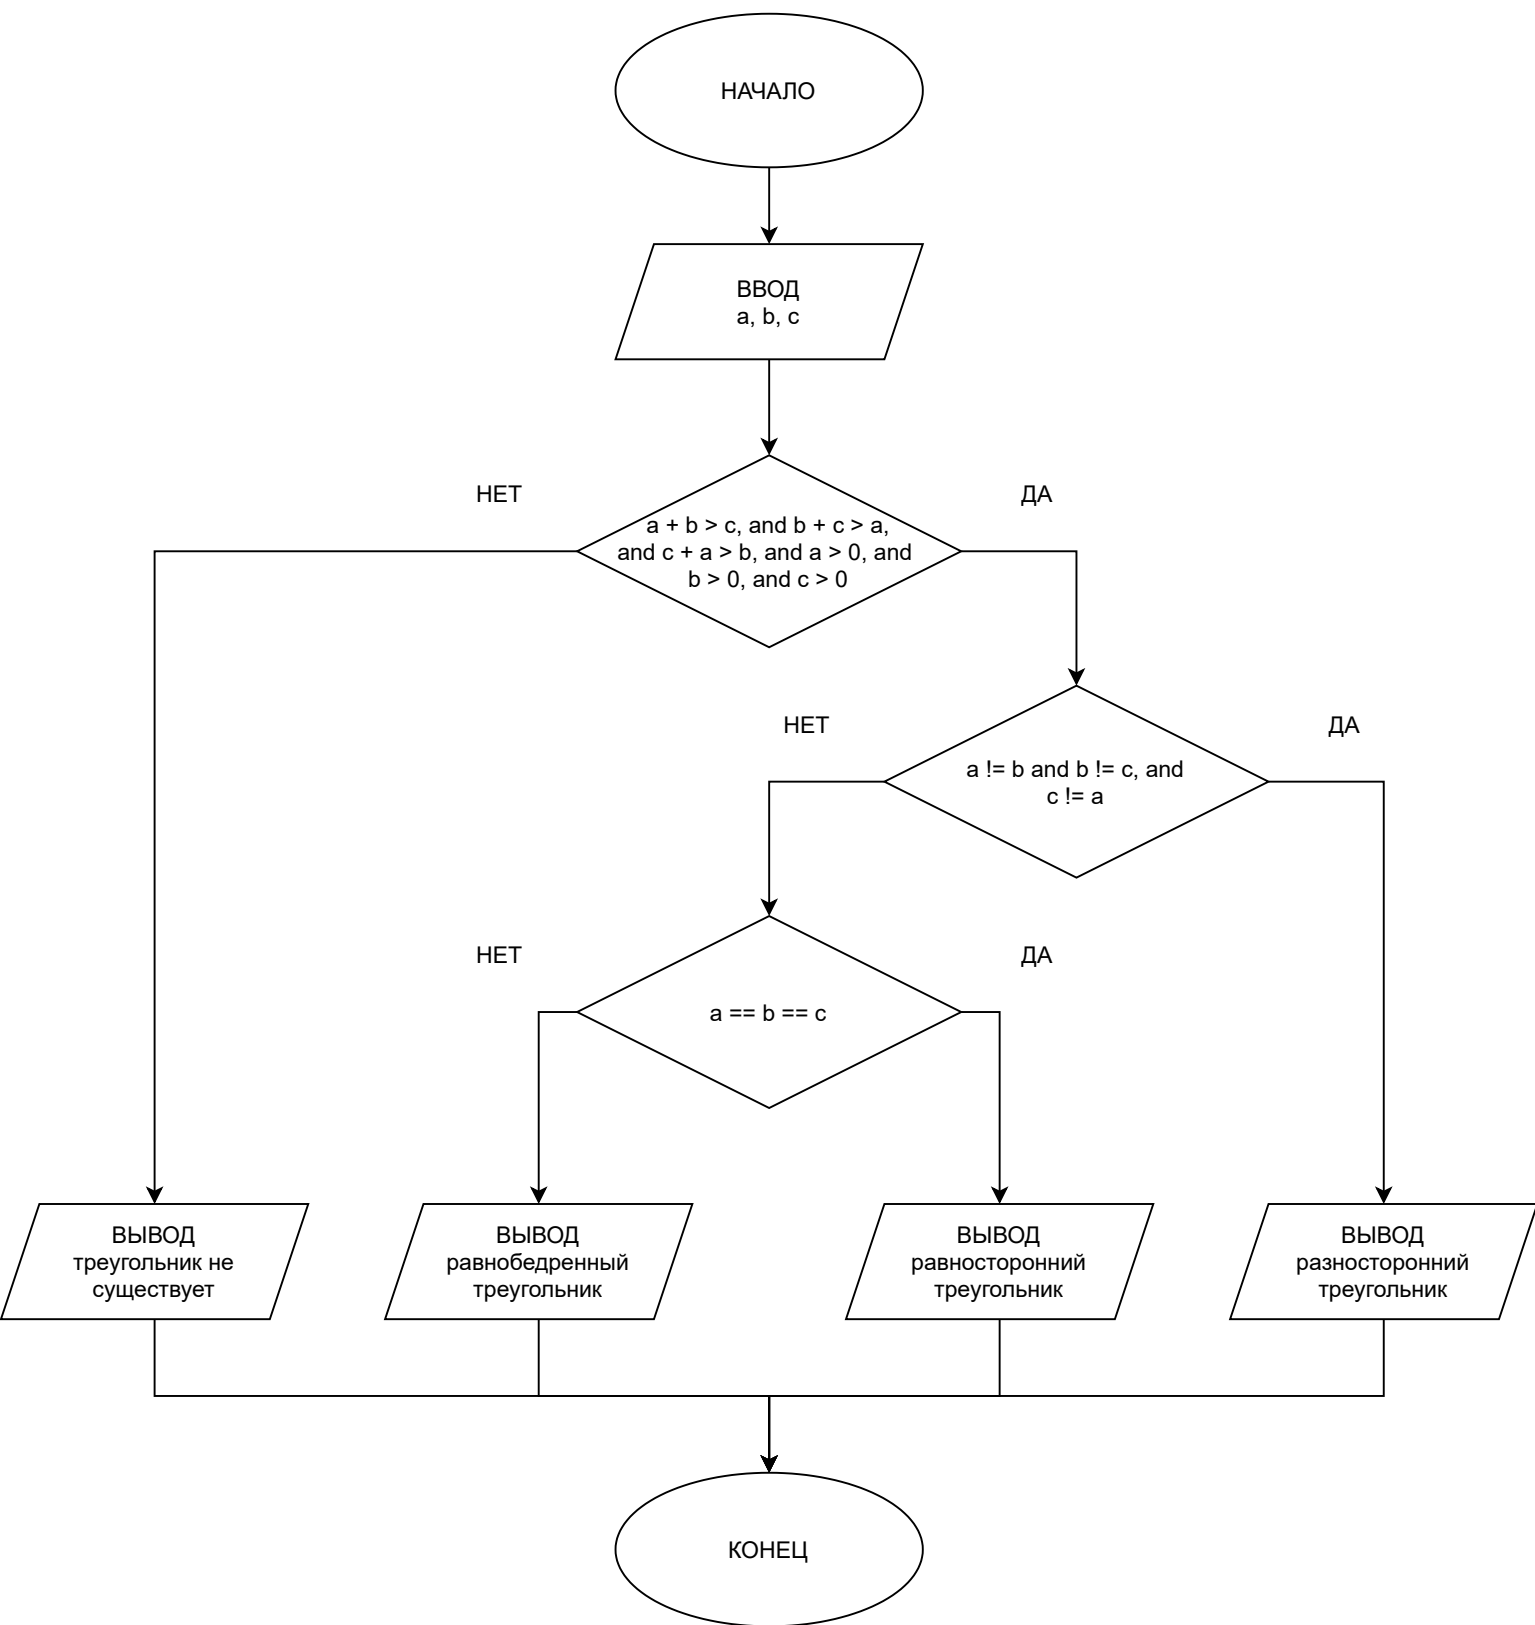 НАЧАЛО
ВВОД
a, b, c
НЕТ
ДА
a + b > c, and b + c > a,
and c + a > b, and a > 0, and
b > 0, and c > 0
НЕТ
ДА
a != b and b != c, and
c != a
НЕТ
ДА
a == b == c
ВЫВОД
треугольник не
существует
ВЫВОД
равнобедренный
треугольник
ВЫВОД
равносторонний
треугольник
ВЫВОД
разносторонний
треугольник
КОНЕЦ